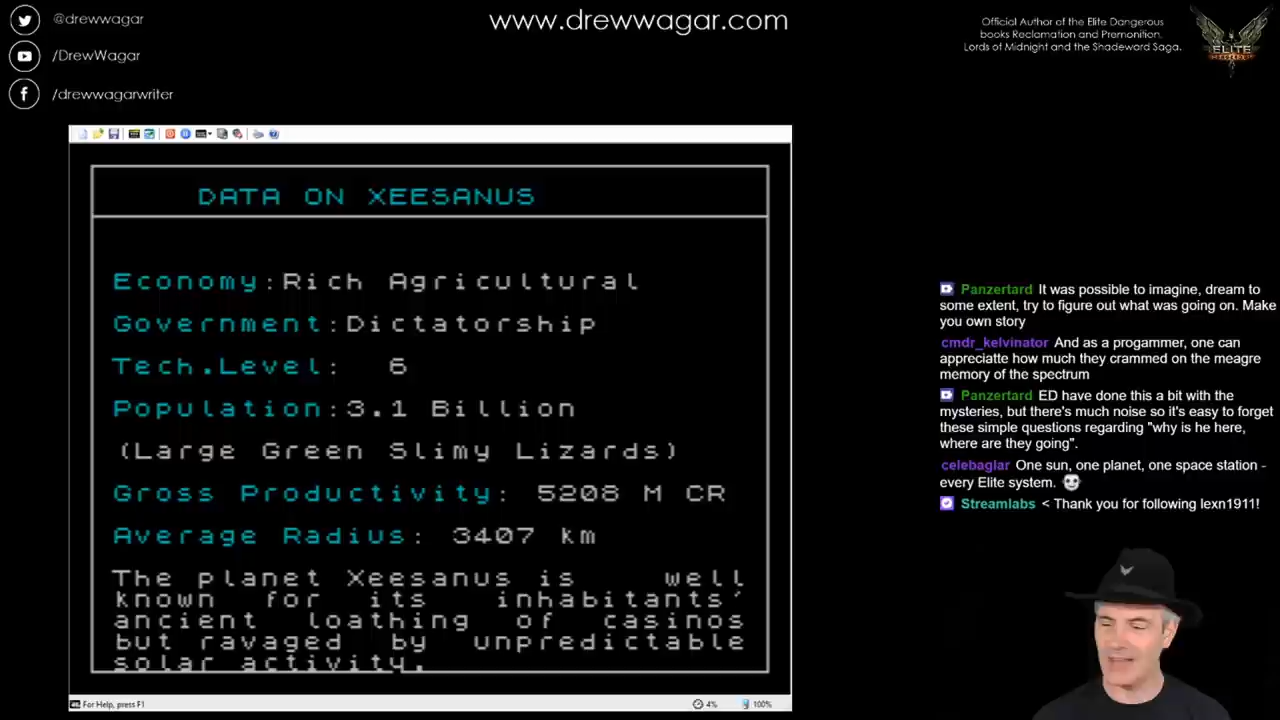 @drewwagar
/DrewWagar
/drewwagarwriter
www.drewwagar.com
Official Author of the Elite Dangerous
books Reclamation and Premonition.
Lords of Midnight and the Shadeward Saga.
ELITE
DATA ON XEESANUS
Economy:Rich Agricultural
Government:Dictatorship
Tech.Level: 6
Population:3.1 Billion
(Large Green Slimy Lizards)
Gross Productivity: 5208 M CR
Average Radius: 3407 km
The planet Xeesanus is well
known for its inhabitants'
ancient loathing of casinos
but ravaged by unpredictable
solar activity.
For Help, press F1
4%
100%
Panzertard It was possible to imagine, dream to
some extent, try to figure out what was going on. Make
you own story
cmdr_kelvinator And as a progammer, one can
appreciatte how much they crammed on the meagre
memory of the spectrum
Panzertard ED have done this a bit with the
mysteries, but there's much noise so it's easy to forget
these simple questions regarding "why is he here,
where are they going".
celebaglar One sun, one planet, one space station -
every Elite system.
Streamlabs < Thank you for following lexn1911!